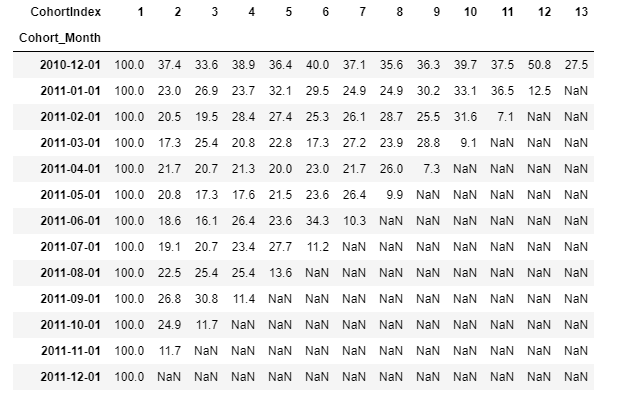 CohortIndex 1 2 3 4 5 6 7 8 9 10 11 12 13
Cohort_Month
2010-12-01 100.0 37.4 33.6 38.9 36.4 40.0 37.1 35.6 36.3 39.7 37.5 50.8 27.5
2011-01-01 100.0 23.0 26.9 23.7 32.1 29.5 24.9 24.9 30.2 33.1 36.5 12.5 NaN
2011-02-01 100.0 20.5 19.5 28.4 27.4 25.3 26.1 28.7 25.5 31.6 7.1 NaN NaN
2011-03-01 100.0 17.3 25.4 20.8 22.8 17.3 27.2 23.9 28.8 9.1 NaN NaN NaN
2011-04-01 100.0 21.7 20.7 21.3 20.0 23.0 21.7 26.0 7.3 NaN NaN NaN NaN
2011-05-01 100.0 20.8 17.3 17.6 21.5 23.6 26.4 9.9 NaN NaN NaN NaN NaN
2011-06-01 100.0 18.6 16.1 26.4 23.6 34.3 10.3 NaN NaN NaN NaN NaN NaN
2011-07-01 100.0 19.1 20.7 23.4 27.7 11.2 NaN NaN NaN NaN NaN NaN NaN
2011-08-01 100.0 22.5 25.4 25.4 13.6 NaN NaN NaN NaN NaN NaN NaN NaN
2011-09-01 100.0 26.8 30.8 11.4 NaN NaN NaN NaN NaN NaN NaN NaN NaN
2011-10-01 100.0 24.9 11.7 NaN NaN NaN NaN NaN NaN NaN NaN NaN NaN
2011-11-01 100.0 11.7 NaN NaN NaN NaN NaN NaN NaN NaN NaN NaN NaN
2011-12-01 100.0 NaN NaN NaN NaN NaN NaN NaN NaN NaN NaN NaN NaN